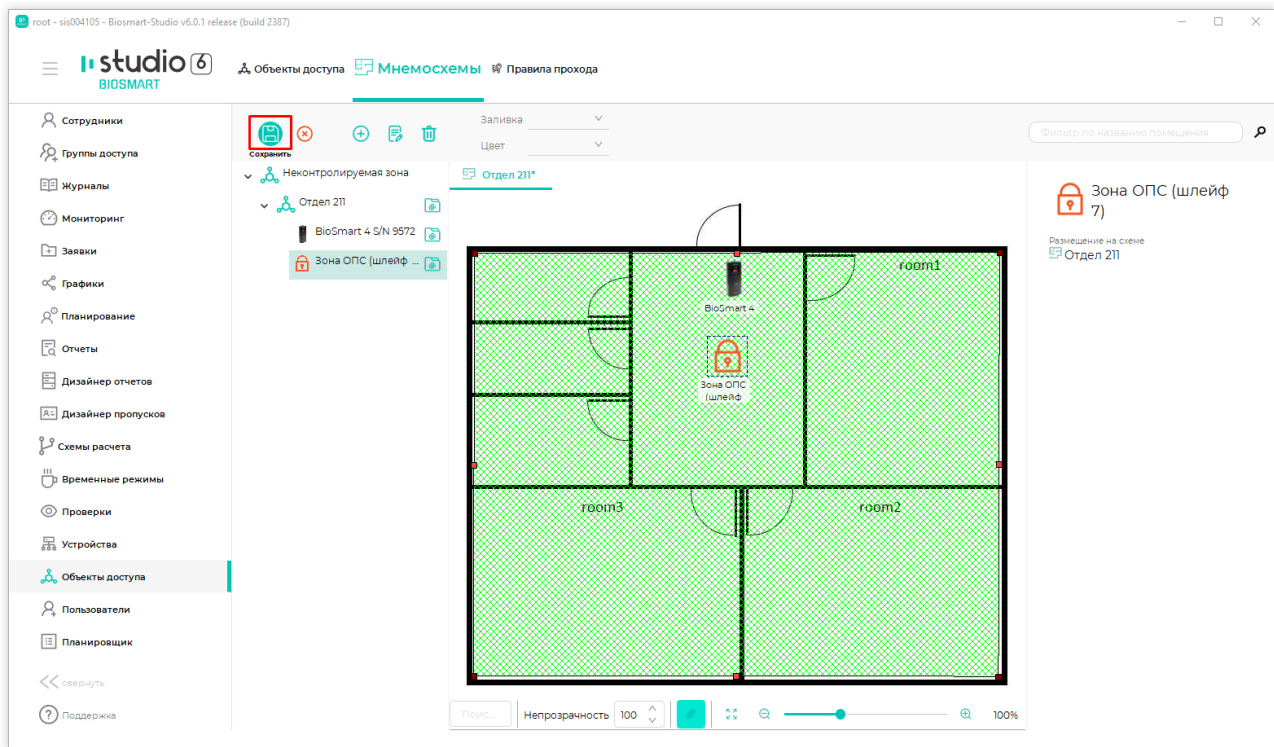 root - sis004105 - Biosmart-Studio v6.0.1 release (build 2387)
studio 6
BIOSMART
Объекты доступа
Мнемосхемы
Правила прохода
Сотрудники
Группы доступа
Журналы
Мониторинг
Заявки
Графики
Планирование
Отчеты
Дизайнер отчетов
Дизайнер пропусков
Схемы расчета
Временные режимы
Проверки
Устройства
Объекты доступа
Пользователи
Планировщик
свернуть
Поддержка
Сохранить
Заливка
Цвет
Фильтр по названию помещения
Неконтролируемая зона
Отдел 211
BioSmart 4 S/N 9572
Зона ОПС (шлейф ...
Отдел 211*
room1
BioSmart 4
Зона ОПС
(шлейф
room3
room2
Поиск...
Непрозрачность 100
100%
Зона ОПС (шлейф
7)
Размещение на схеме
Отдел 211